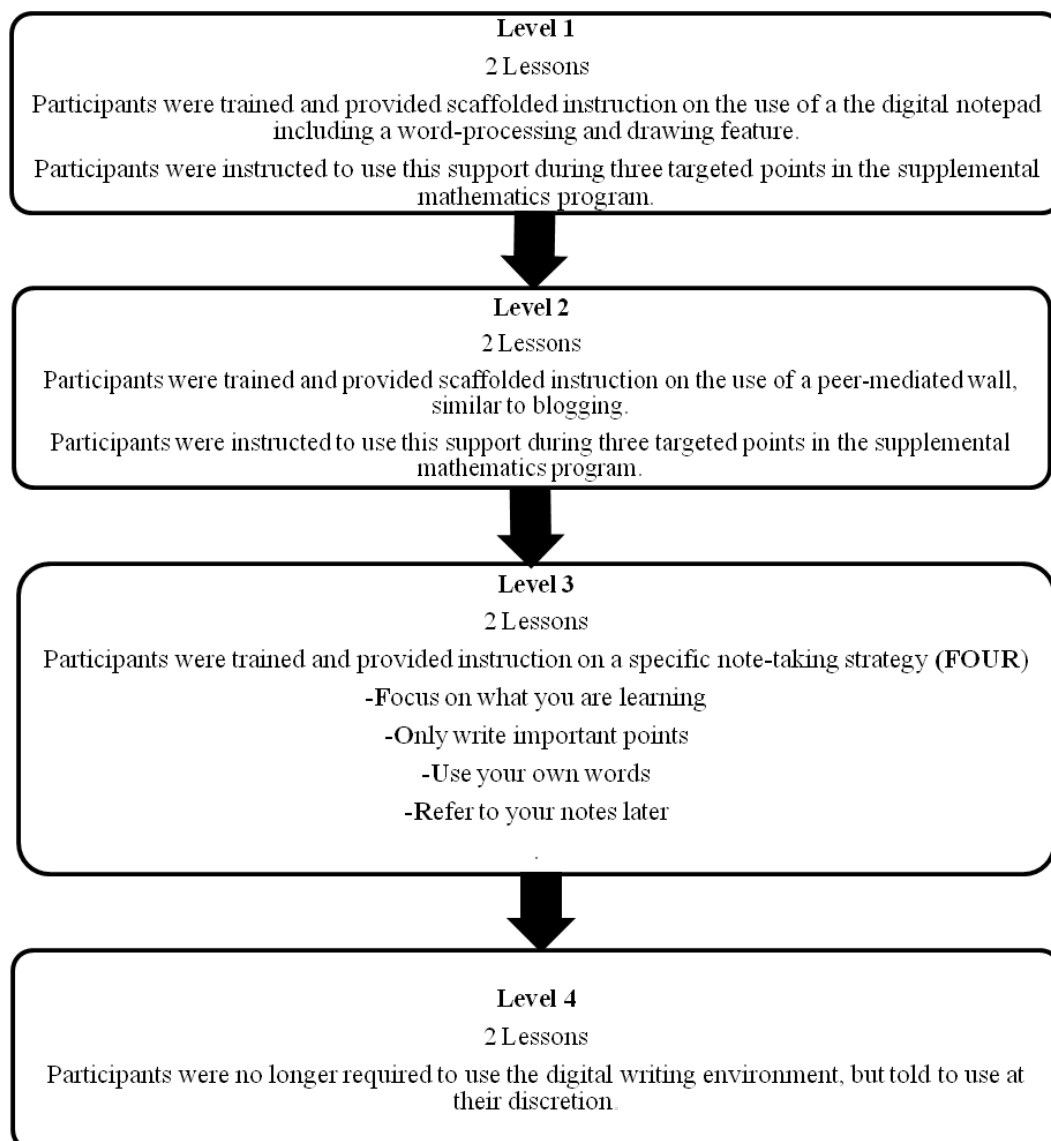 Level 1
2 Lessons
Participants were trained and provided scaffolded instruction on the use of a the digital notepad
including a word-processing and drawing feature.
Participants were instructed to use this support during three targeted points in the supplemental
mathematics program.
Level 2
2 Lessons
Participants were trained and provided scaffolded instruction on the use of a peer-mediated wall,
similar to blogging.
Participants were instructed to use this support during three targeted points in the supplemental
mathematics program.
Level 3
2 Lessons
Participants were trained and provided instruction on a specific note-taking strategy (FOUR)
-Focus on what you are learning
-Only write important points
-Use your own words
-Refer to your notes later
.
Level 4
2 Lessons
Participants were no longer required to use the digital writing environment, but told to use at
their discretion.